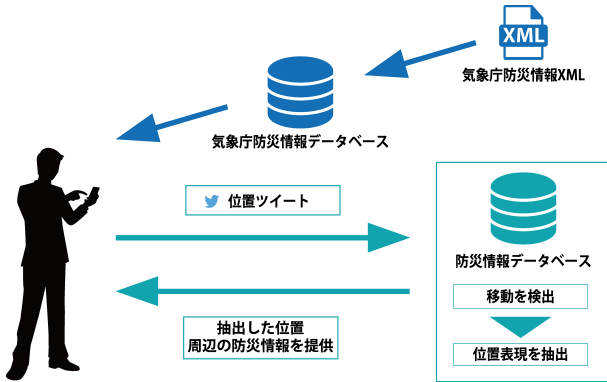 XML
気象庁防災情報XML
気象庁防災情報データベース
位置ツイート
防災情報データベース
移動を検出
位置表現を抽出
抽出した位置
周辺の防災情報を提供